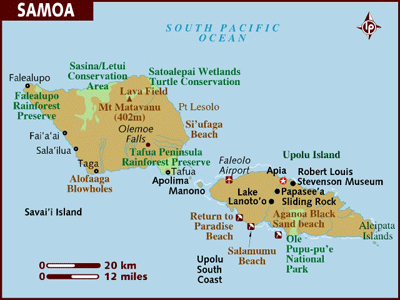 SAMOA
LP
SOUTH PACIFIC
OCEAN
Sasina/Letui
Conservation
Area
Satoalepai Wetlands
Turtle Conservation
Falealupo
Lava Field
Mt Matavanu
(402m)
Falealupo
Rainforest
Preserve
Pt Lesolo
Olemoe
Falls
Si'ufaga
Beach
Fai'a'ai
Sala'ilua
Tafua Peninsula
Rainforest Preserve
Taga
Tafua
Alofaaga
Blowholes
Apolima
Manono
Savai'i Island
Faleolo
Airport
Apia
Upolu Island
Robert Louis
Stevenson Museum
Lake
Lanoto'o
Papasee'a
Sliding Rock
Return to
Paradise
Beach
Aganoa Black
Sand beach
Aleipata
Islands
Salamumu
Beach
Ole
Pupu-pu'e
National
Park
Upolu
South
Coast
0
20 km
0
12 miles